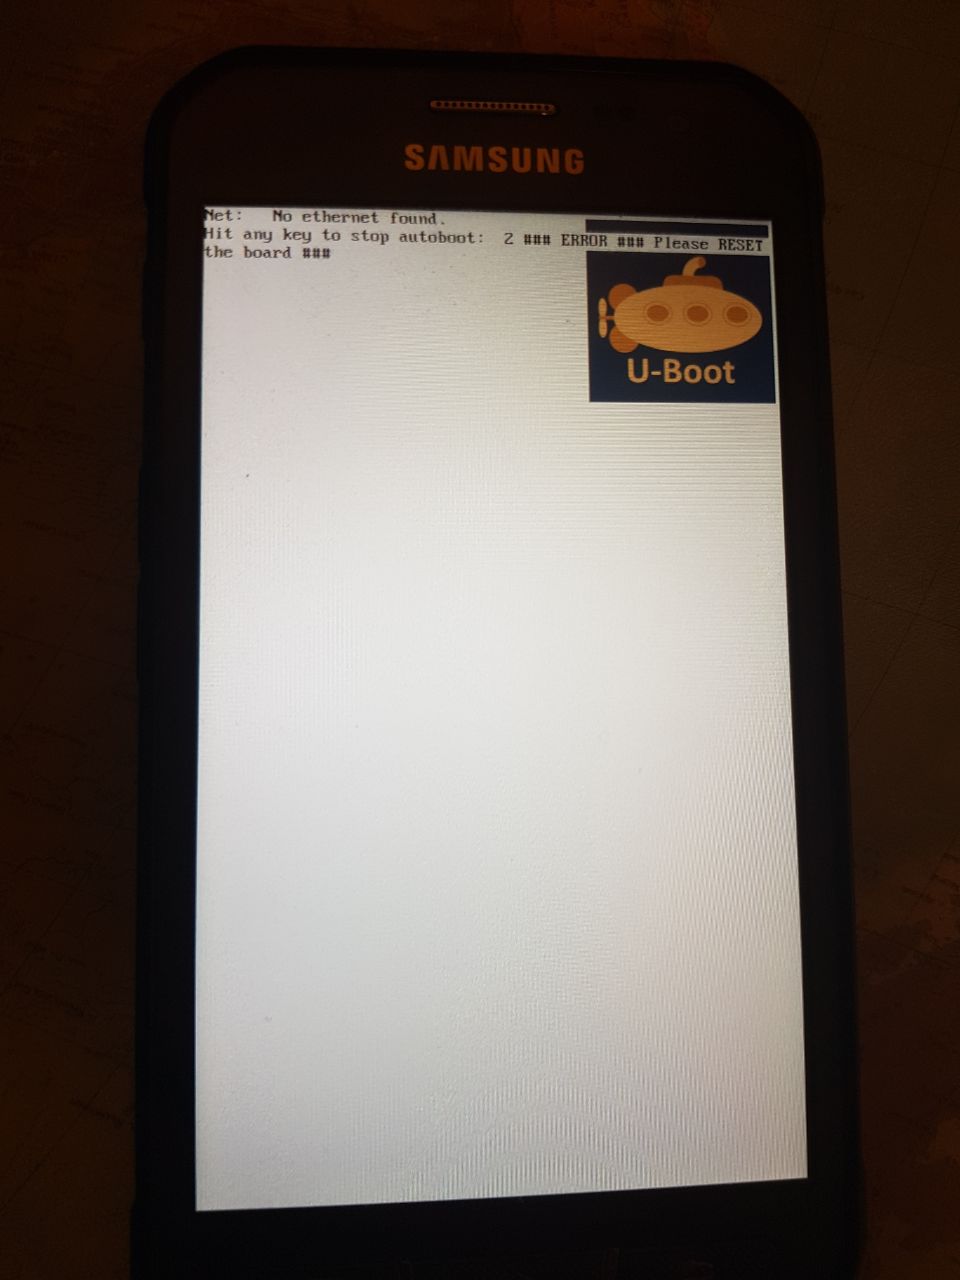 SAMSUNG
Net:   No ethernet found.
Hit any key to stop autoboot:  2 ### ERROR ### Please RESET
the board ###
U-Boot